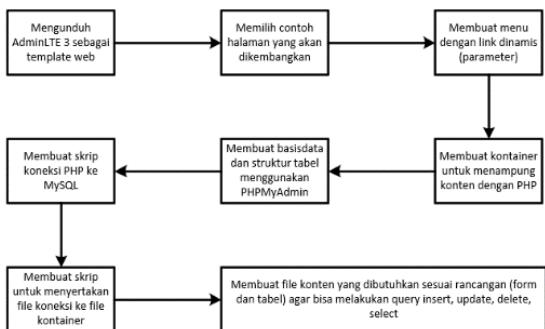 Mengunduh
AdminLTE 3 sebagai
template web
Memilih contoh
halaman yang akan
dikembangkan
Membuat menu
dengan link dinamis
(parameter)
Membuat kontainer
untuk menampung
konten dengan PHP
Membuat basisdata
dan struktur tabel
menggunakan
PHPMyAdmin
Membuat skrip
koneksi PHP ke
MySQL
Membuat skrip
untuk menyertakan
file koneksi ke file
kontainer
Membuat file konten yang dibutuhkan sesuai rancangan (form
dan tabel) agar bisa melakukan query insert, update, delete,
select